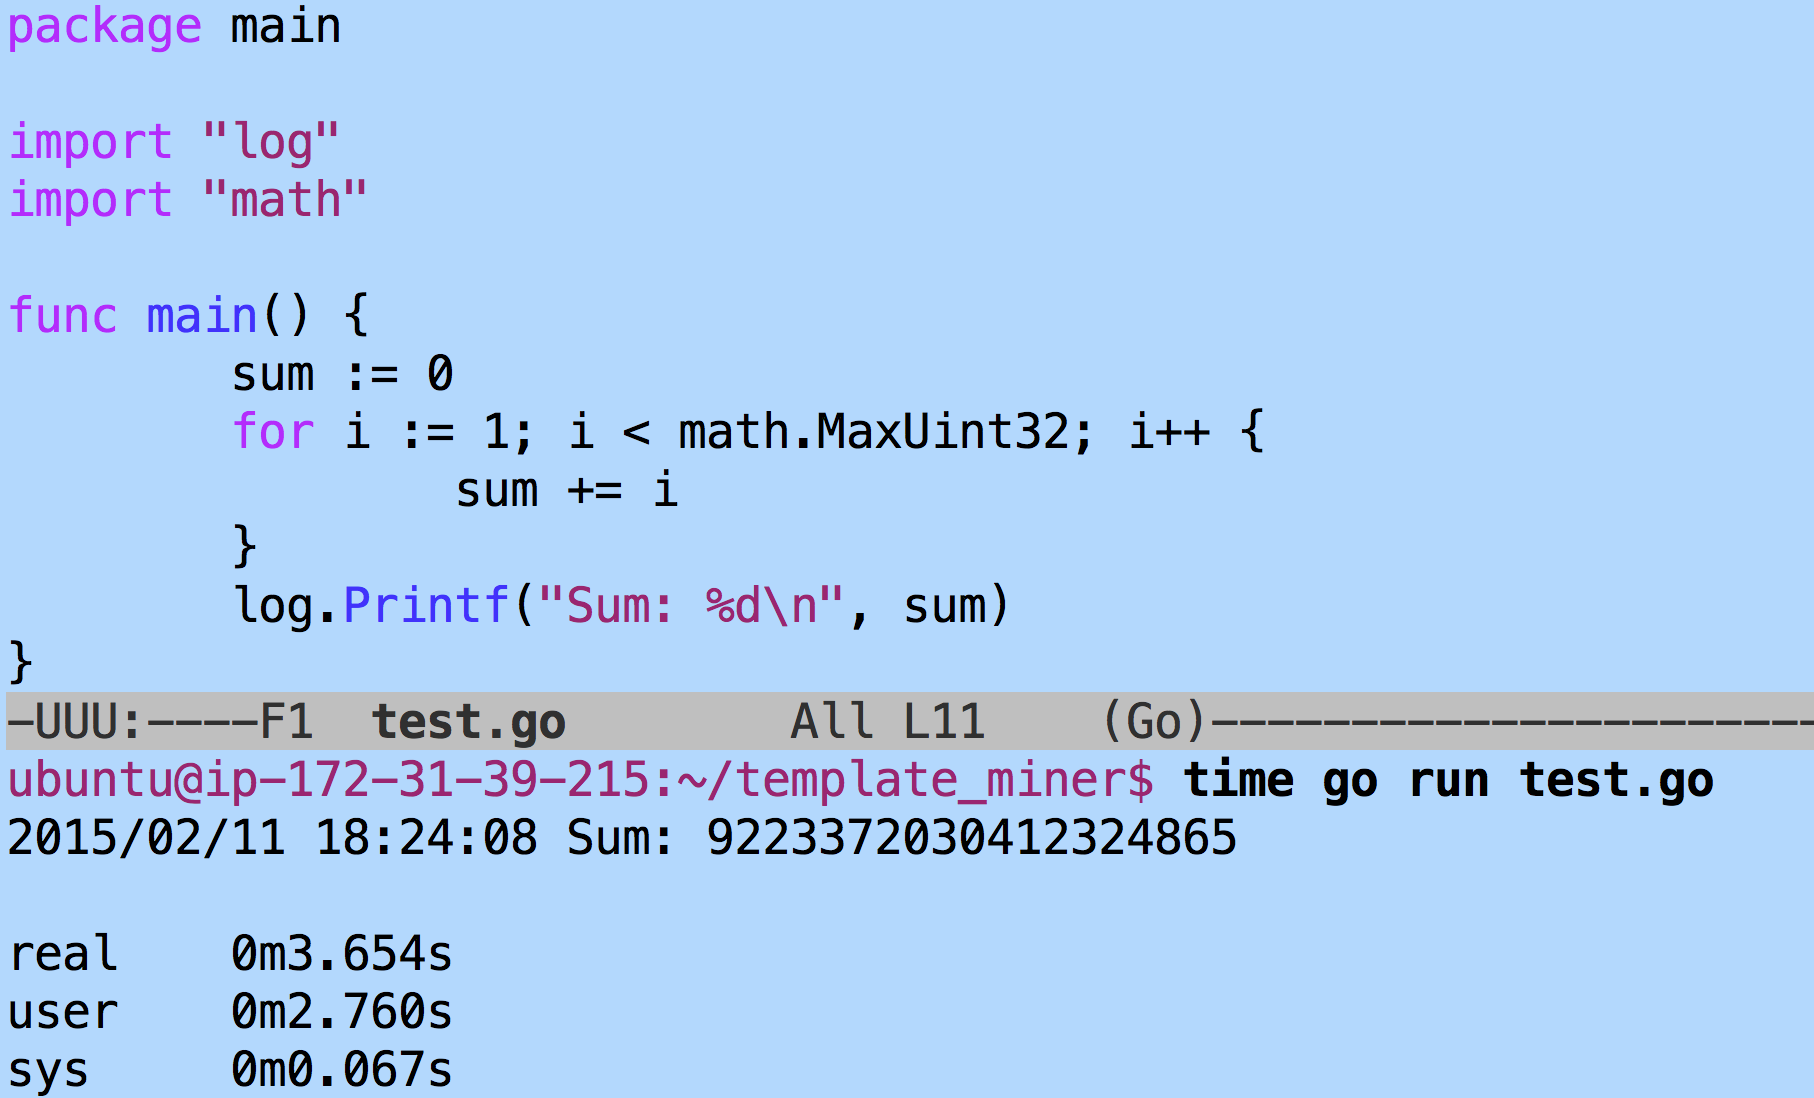 package main
import "log"
import "math"
func main() {
        sum := 0
        for i := 1; i < math.MaxUint32; i++ {
                sum += i
        }
        log.Printf("Sum: %d\n", sum)
}
-UUU:----F1  test.go        All L11    (Go)----------------------
ubuntu@ip-172-31-39-215:~/template_miner$ time go run test.go
2015/02/11 18:24:08 Sum: 9223372030412324865
real    0m3.654s
user    0m2.760s
sys     0m0.067s